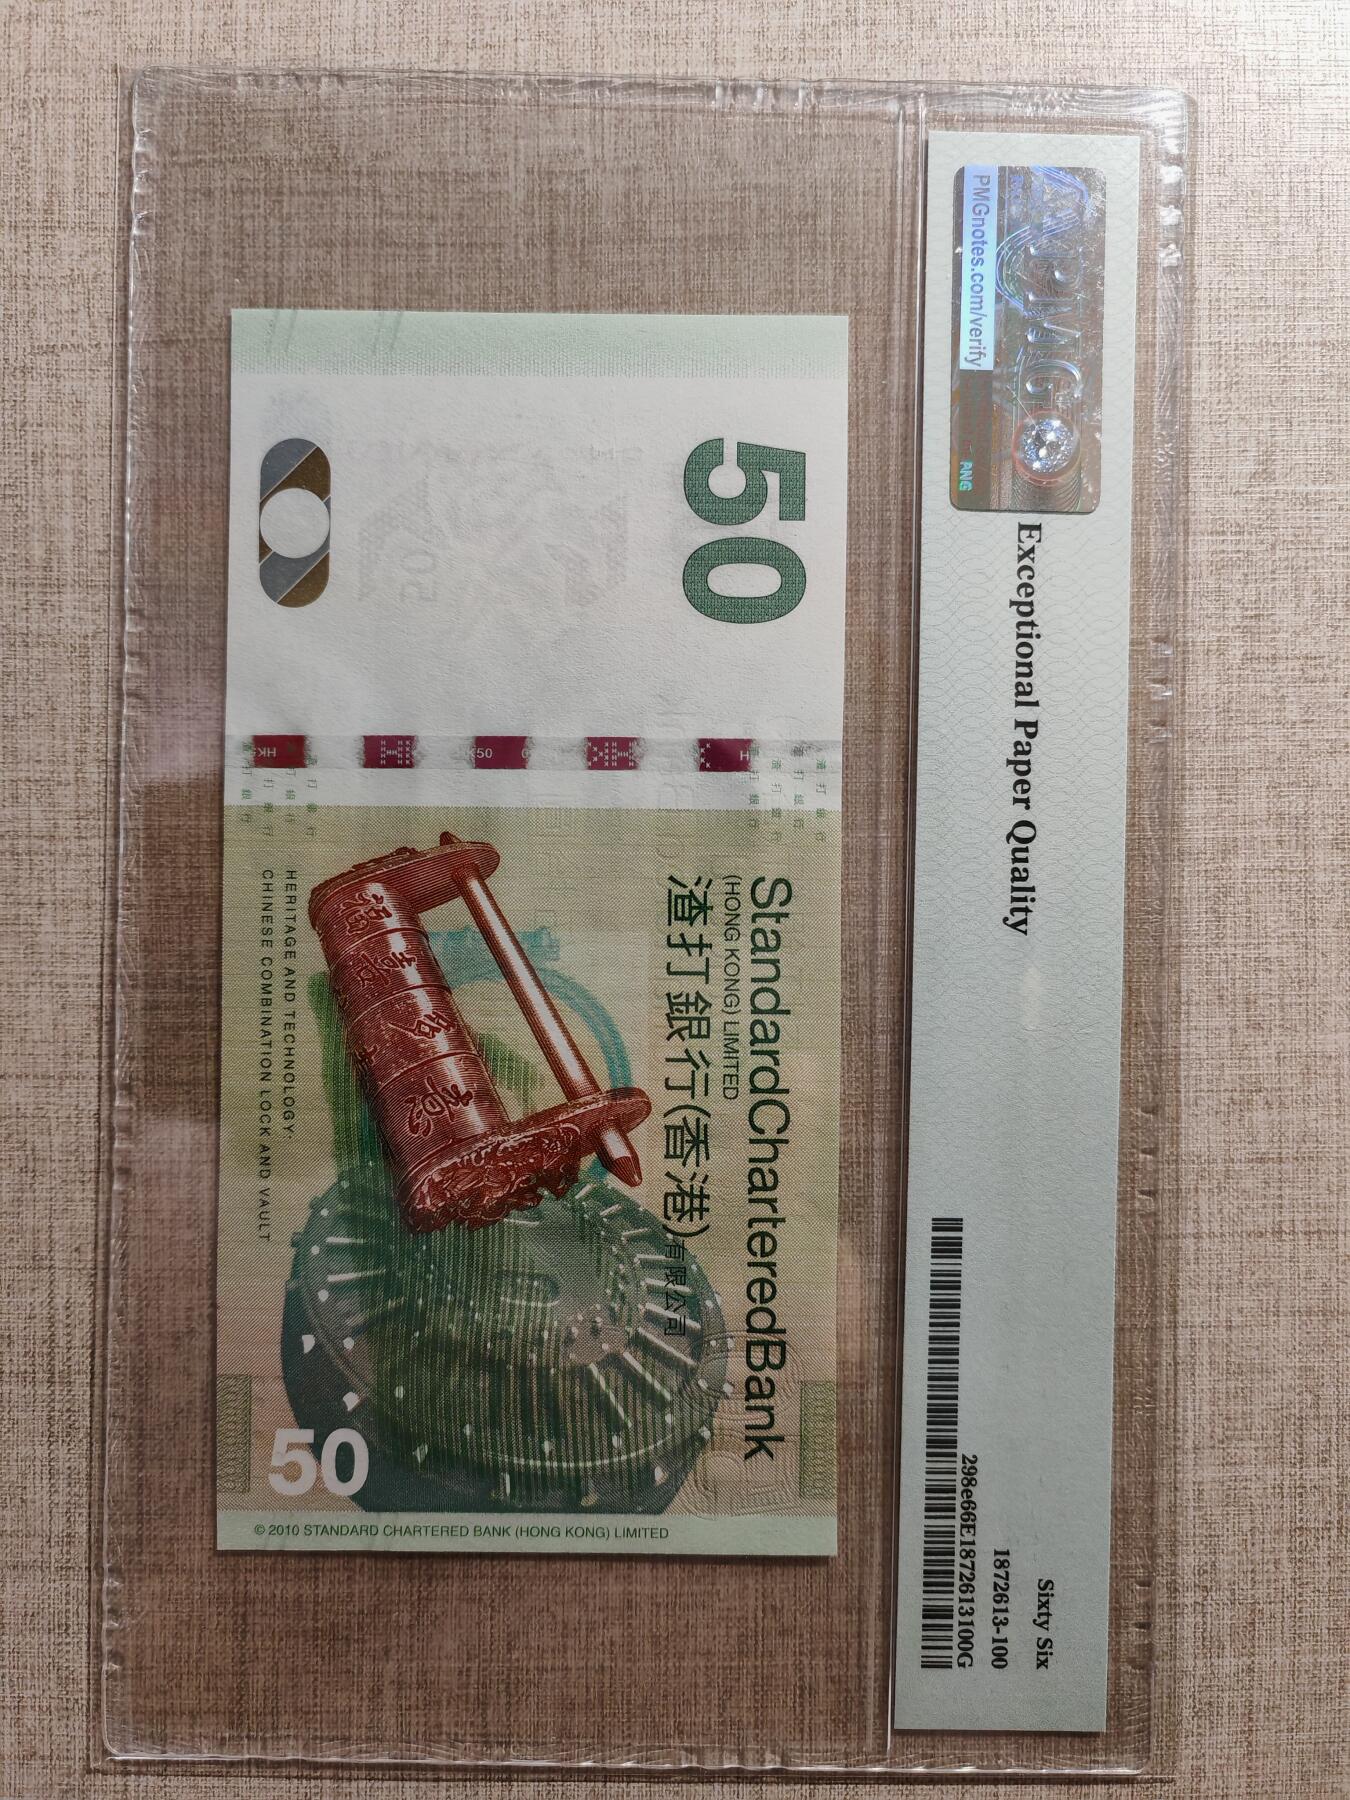 PMGnotes.com/verify
PMG
PNG
Exceptional Paper Quality
Sixty Six
1872613-100
298e66E1872613100G
50
StandardCharteredBank
(HONG KONG) LIMITED
渣打銀行(香港)有限公司
HERITAGE AND TECHNOLOGY:
CHINESE COMBINATION LOCK AND VAULT
50
© 2010 STANDARD CHARTERED BANK (HONG KONG) LIMITED